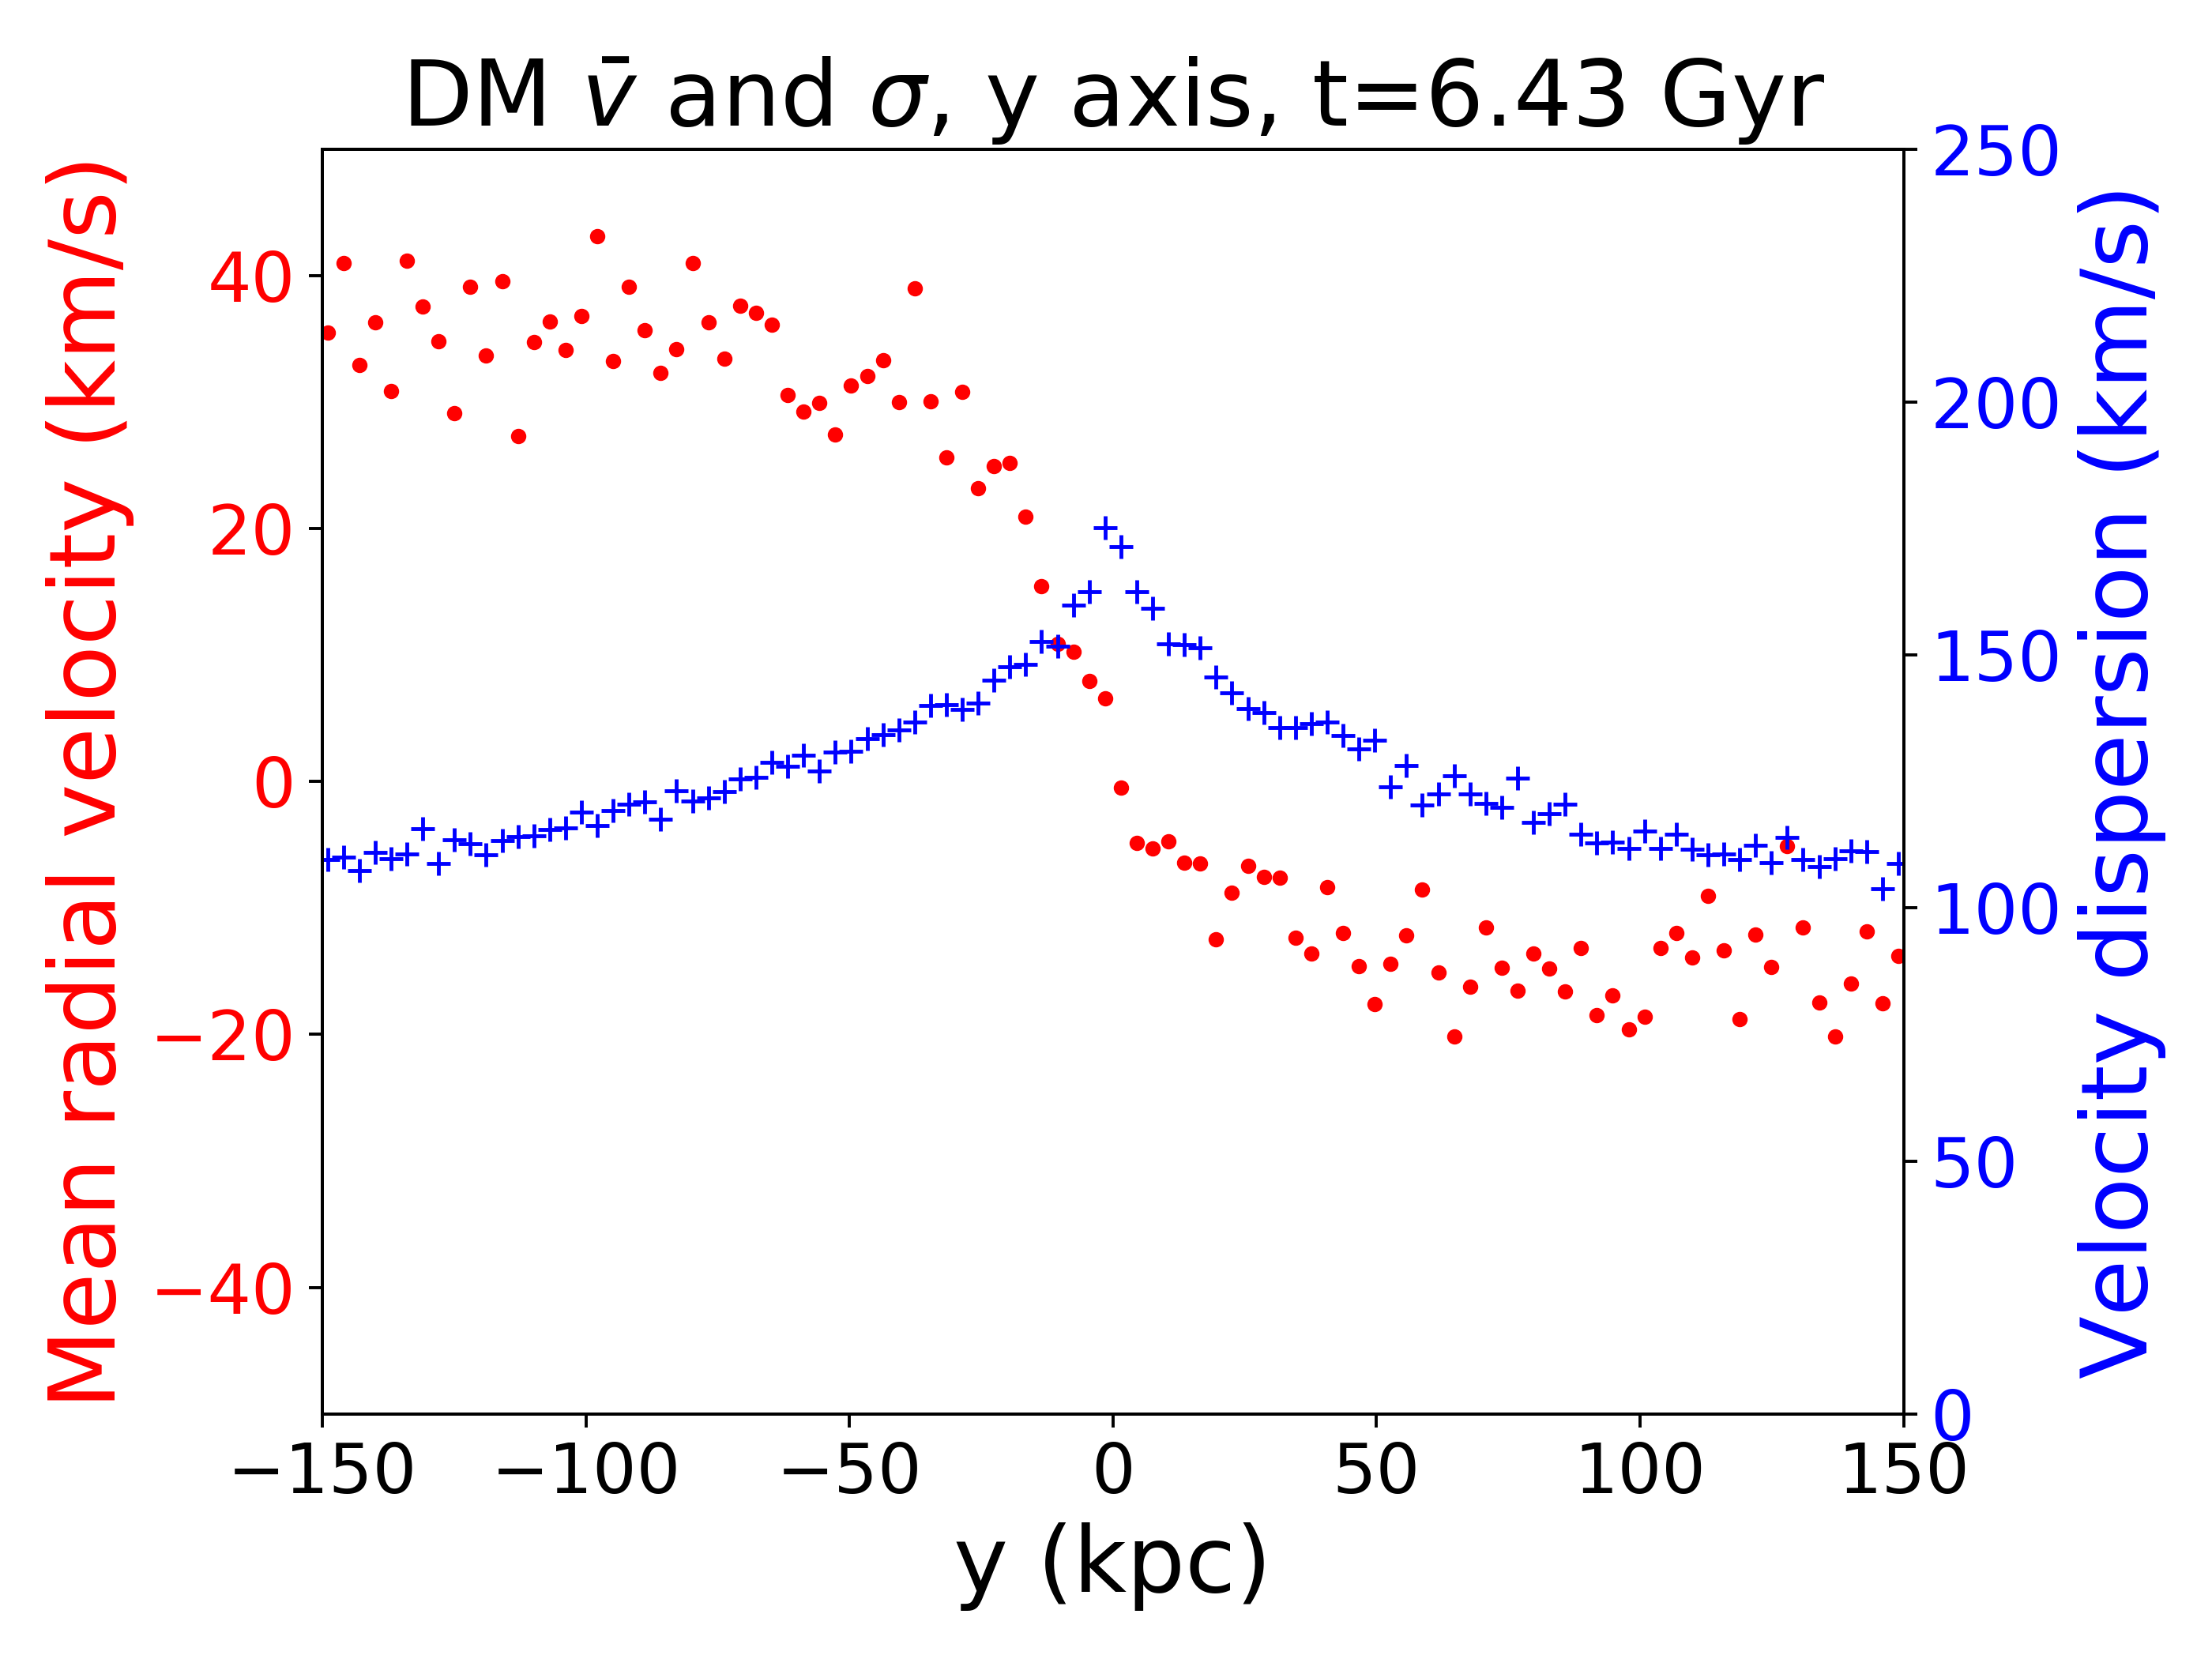 DM v̄ and σ, y axis, t=6.43 Gyr
Mean radial velocity (km/s)
40
20
0
−20
−40
250
200
150
100
50
0
Velocity dispersion (km/s)
−150 −100 −50 0 50 100 150
y (kpc)